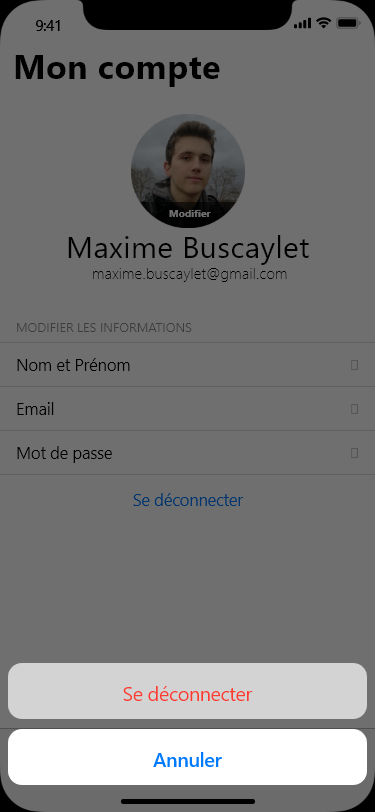 9:41
Mon compte
Modifier
Maxime Buscaylet
maxime.buscaylet@gmail.com
MODIFIER LES INFORMATIONS
Nom et Prénom
Email
Mot de passe
Se déconnecter
Se déconnecter
Annuler